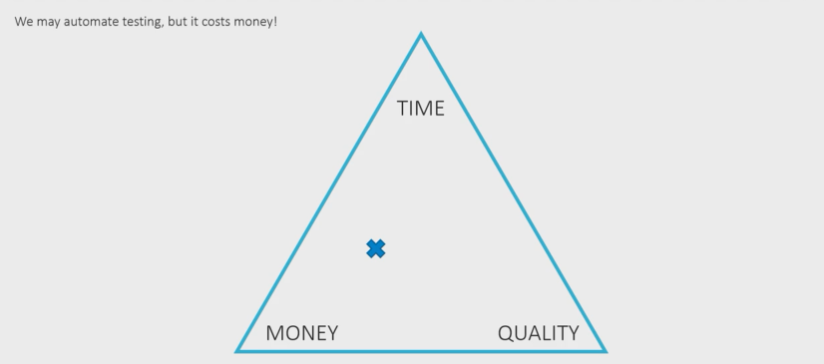 We may automate testing, but it costs money!
TIME
MONEY QUALITY